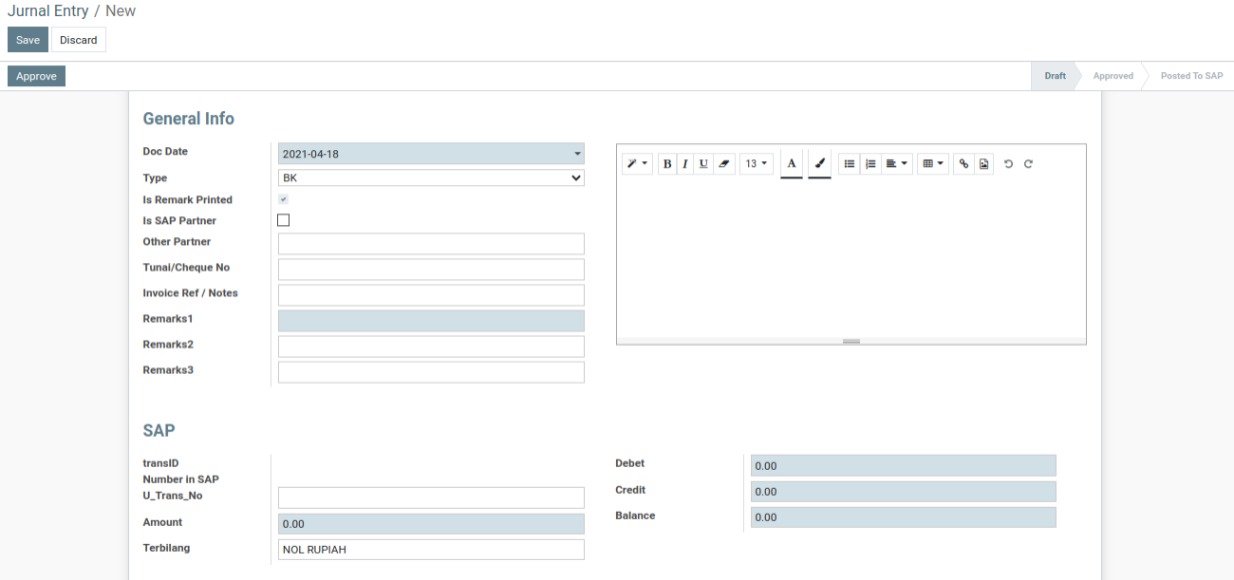 Jurnal Entry / New
Save Discard
Approve
Draft Approved Posted To SAP
General Info
Doc Date 2021-04-18
Type BK
Is Remark Printed
Is SAP Partner
Other Partner
Tunai/Cheque No
Invoice Ref / Notes
Remarks1
Remarks2
Remarks3
B I U 13 A
SAP
transID
Number in SAP
U_Trans_No
Amount 0.00
Terbilang NOL RUPIAH
Debet 0.00
Credit 0.00
Balance 0.00